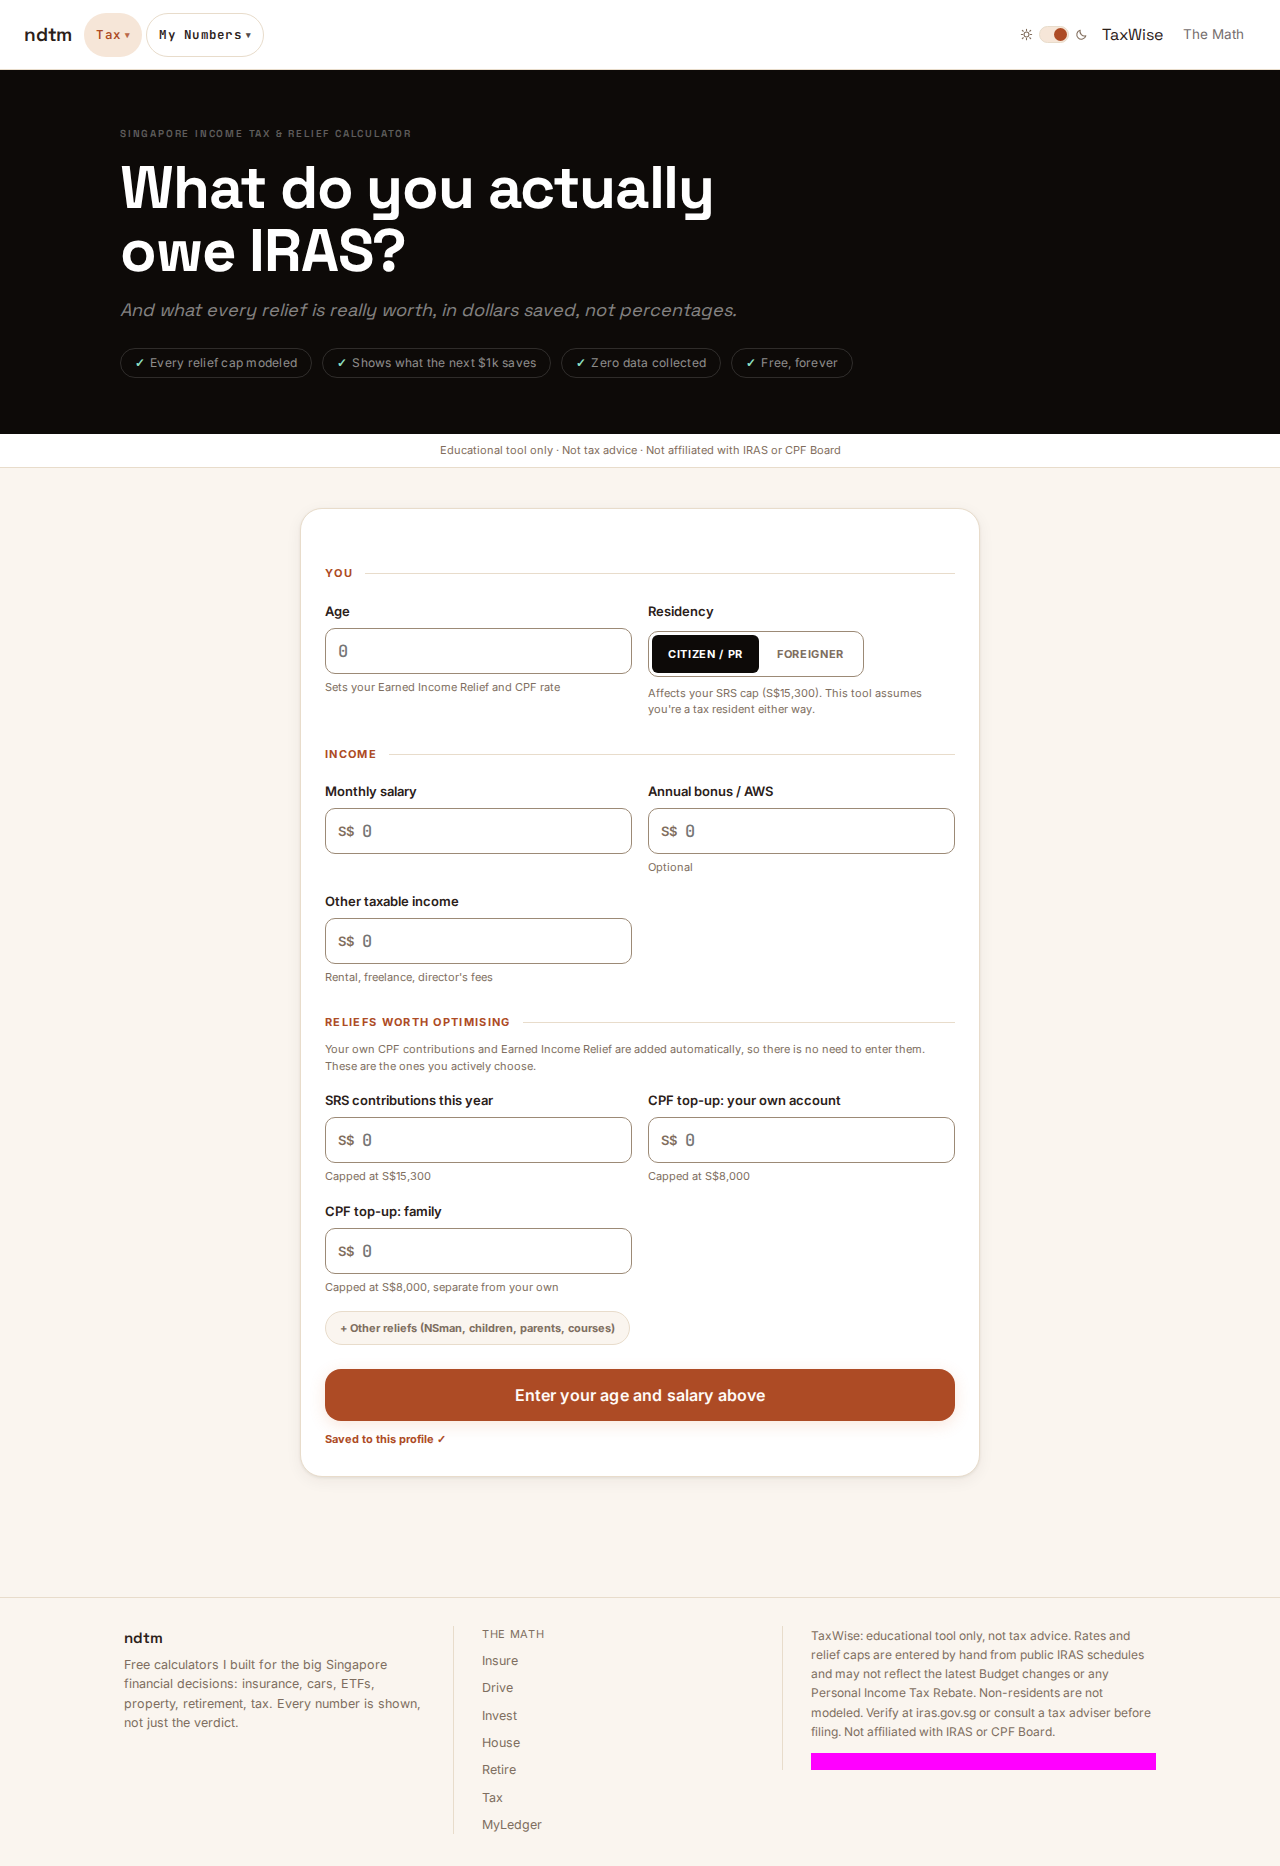 ndtm
Tax ▾
My Numbers ▾
TaxWise
The Math
SINGAPORE INCOME TAX & RELIEF CALCULATOR
What do you actually
owe IRAS?
And what every relief is really worth, in dollars saved, not percentages.
✓ Every relief cap modeled
✓ Shows what the next $1k saves
✓ Zero data collected
✓ Free, forever
Educational tool only · Not tax advice · Not affiliated with IRAS or CPF Board
YOU
Age
0
Sets your Earned Income Relief and CPF rate
Residency
CITIZEN / PR
FOREIGNER
Affects your SRS cap (S$15,300). This tool assumes
you're a tax resident either way.
INCOME
Monthly salary
S$ 0
Annual bonus / AWS
S$ 0
Optional
Other taxable income
S$ 0
Rental, freelance, director's fees
RELIEFS WORTH OPTIMISING
Your own CPF contributions and Earned Income Relief are added automatically, so there is no need to enter them.
These are the ones you actively choose.
SRS contributions this year
S$ 0
Capped at S$15,300
CPF top-up: your own account
S$ 0
Capped at S$8,000
CPF top-up: family
S$ 0
Capped at S$8,000, separate from your own
+ Other reliefs (NSman, children, parents, courses)
Enter your age and salary above
Saved to this profile ✓
ndtm
Free calculators I built for the big Singapore
financial decisions: insurance, cars, ETFs,
property, retirement, tax. Every number is shown,
not just the verdict.
THE MATH
Insure
Drive
Invest
House
Retire
Tax
MyLedger
TaxWise: educational tool only, not tax advice. Rates and
relief caps are entered by hand from public IRAS schedules
and may not reflect the latest Budget changes or any
Personal Income Tax Rebate. Non-residents are not
modeled. Verify at iras.gov.sg or consult a tax adviser before
filing. Not affiliated with IRAS or CPF Board.